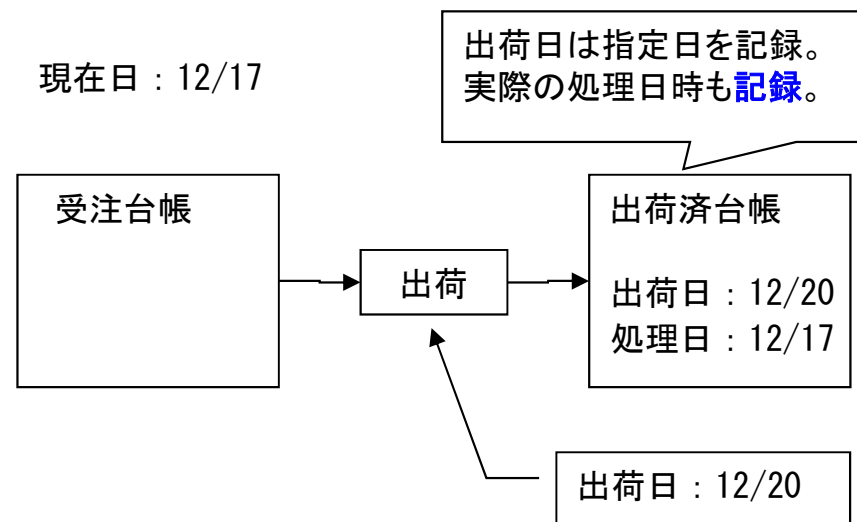 現在日：12/17
出荷日は指定日を記録。
実際の処理日時も記録。
受注台帳
出荷
出荷済台帳
出荷日：12/20
処理日：12/17
出荷日：12/20